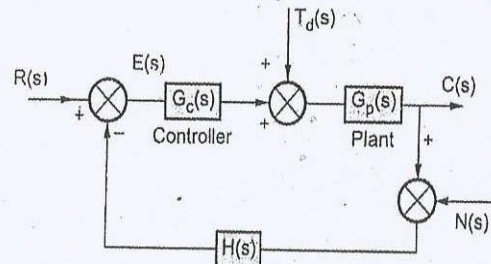 T_d(s)
R(s)
E(s)
+
G_c(s)
+
G_p(s)
C(s)
+
−
Controller
+
Plant
+
N(s)
H(s)